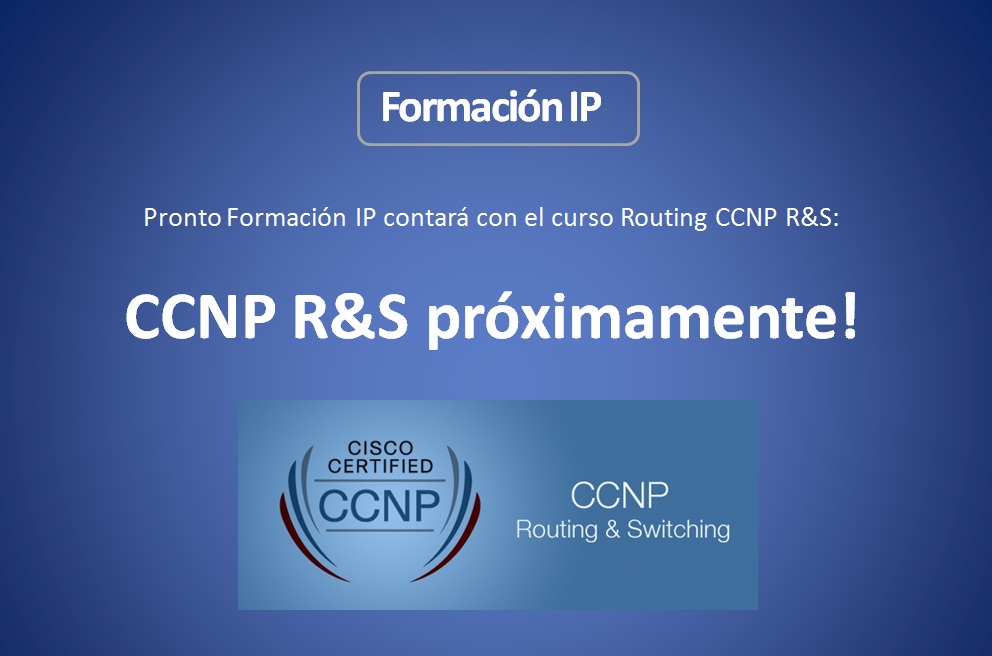 Formación IP
Pronto Formación IP contará con el curso Routing CCNP R&S:
CCNP R&S próximamente!
CISCO
CERTIFIED
CCNP
CCNP
Routing & Switching